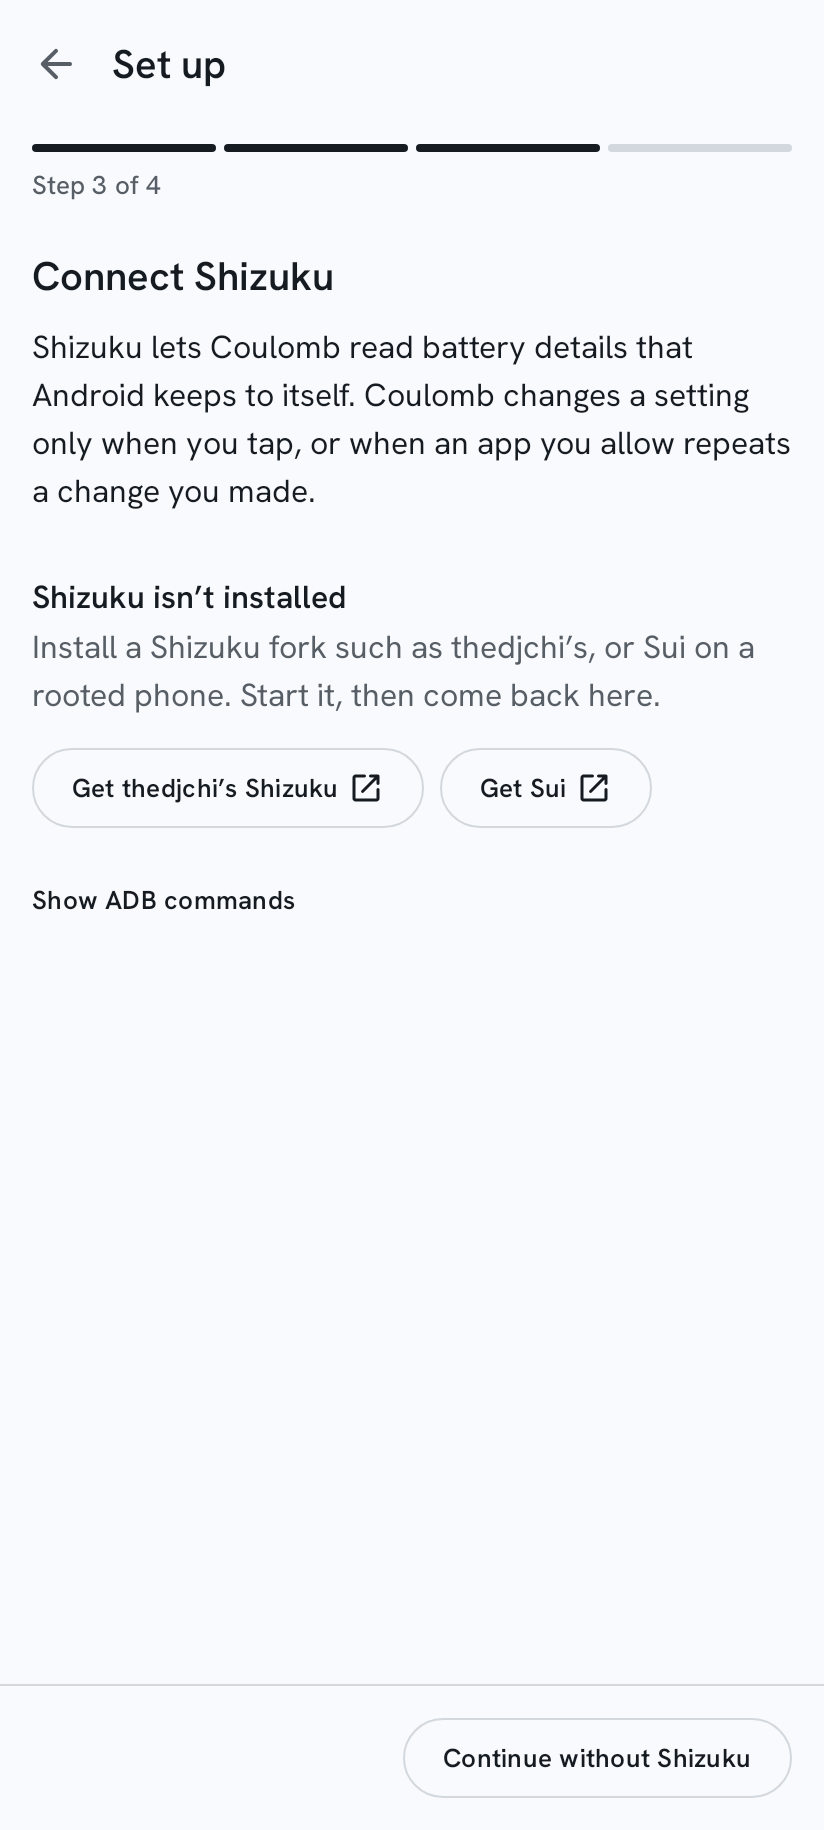 Set up
Step 3 of 4
Connect Shizuku
Shizuku lets Coulomb read battery details that
Android keeps to itself. Coulomb changes a setting
only when you tap, or when an app you allow repeats
a change you made.
Shizuku isn’t installed
Install a Shizuku fork such as thedjchi’s, or Sui on a
rooted phone. Start it, then come back here.
Get thedjchi’s Shizuku
Get Sui
Show ADB commands
Continue without Shizuku